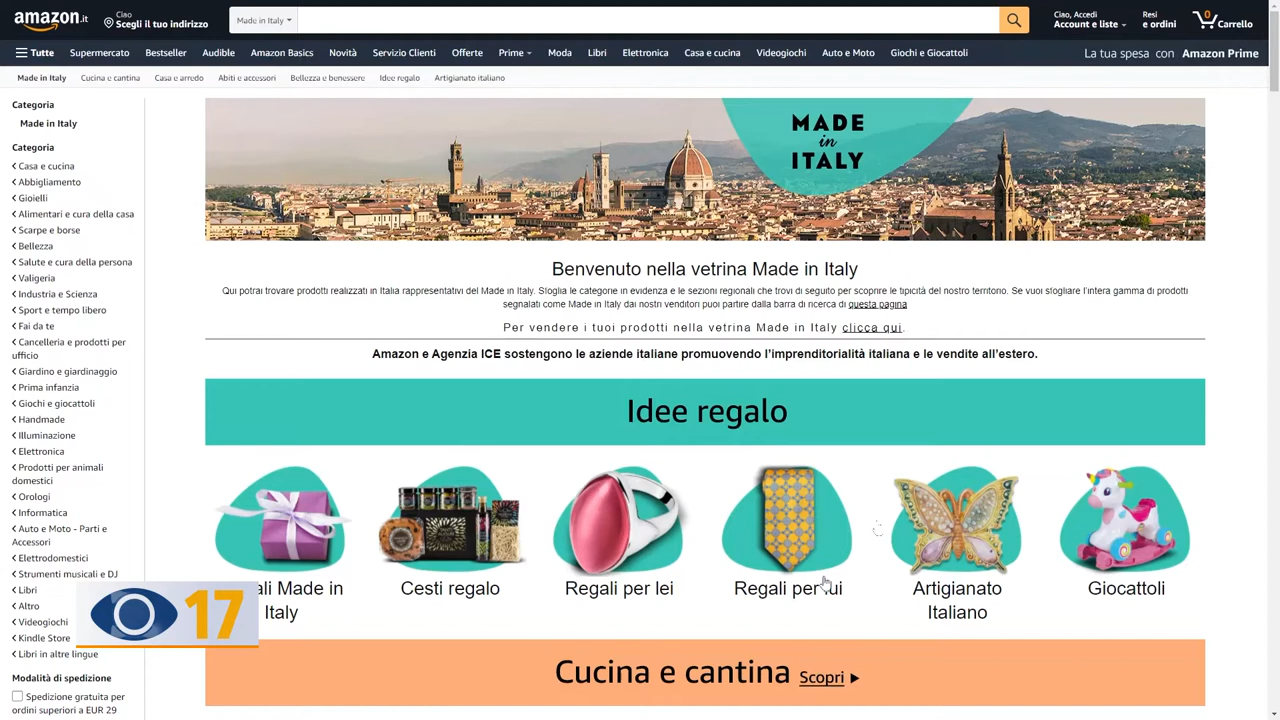 amazon.it
Ciao
Scegli il tuo indirizzo
Made in Italy
Ciao, Accedi
Account e liste
Resi
e ordini
0
Carrello
Tutte
Supermercato
Bestseller
Audible
Amazon Basics
Novità
Servizio Clienti
Offerte
Prime
Moda
Libri
Elettronica
Casa e cucina
Videogiochi
Auto e Moto
Giochi e Giocattoli
La tua spesa con Amazon Prime
Made in Italy
Cucina e cantina
Casa e arredo
Abiti e accessori
Bellezza e benessere
Idee regalo
Artigianato italiano
Categoria
Made in Italy
Categoria
Casa e cucina
Abbigliamento
Gioielli
Alimentari e cura della casa
Scarpe e borse
Bellezza
Salute e cura della persona
Valigeria
Industria e Scienza
Sport e tempo libero
Fai da te
Cancelleria e prodotti per
ufficio
Giardino e giardinaggio
Prima infanzia
Giochi e giocattoli
Handmade
Illuminazione
Elettronica
Prodotti per animali
domestici
Orologi
Informatica
Auto e Moto - Parti e
Accessori
Elettrodomestici
Strumenti musicali e DJ
Libri
Altro
Videogiochi
Kindle Store
Libri in altre lingue
Modalità di spedizione
Spedizione gratuita per
ordini superiori a EUR 29
MADE
in
ITALY
Benvenuto nella vetrina Made in Italy
Qui potrai trovare prodotti realizzati in Italia rappresentativi del Made in Italy. Sfoglia le categorie in evidenza e le sezioni regionali che trovi di seguito per scoprire le tipicità del nostro territorio. Se vuoi sfogliare l'intera gamma di prodotti
segnalati come Made in Italy dai nostri venditori puoi partire dalla barra di ricerca di questa pagina
Per vendere i tuoi prodotti nella vetrina Made in Italy clicca qui.
Amazon e Agenzia ICE sostengono le aziende italiane promuovendo l'imprenditorialità italiana e le vendite all'estero.
Idee regalo
ali Made in
Italy
Cesti regalo
Regali per lei
Regali per ui
Artigianato
Italiano
Giocattoli
Cucina e cantina Scopri
17